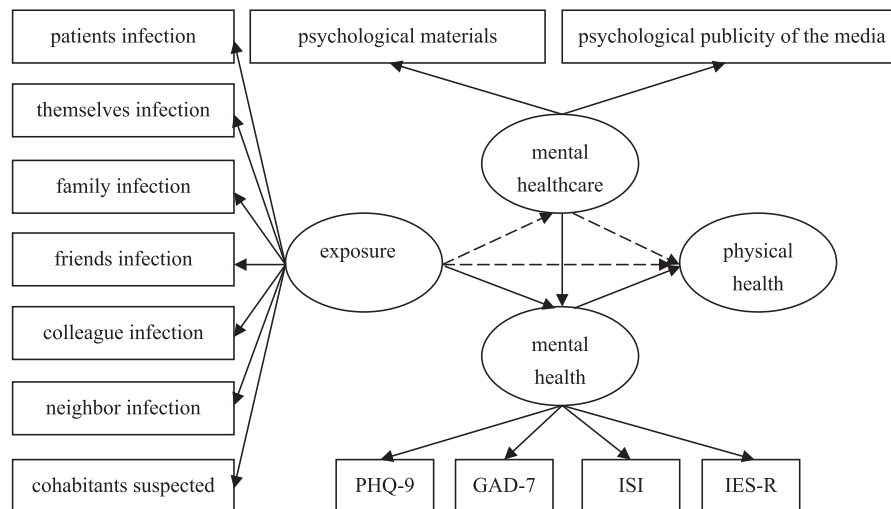 patients infection
psychological materials
psychological publicity of the media
themselves infection
mental
healthcare
family infection
exposure
friends infection
physical
health
colleague infection
mental
health
neighbor infection
cohabitants suspected
PHQ-9
GAD-7
ISI
IES-R